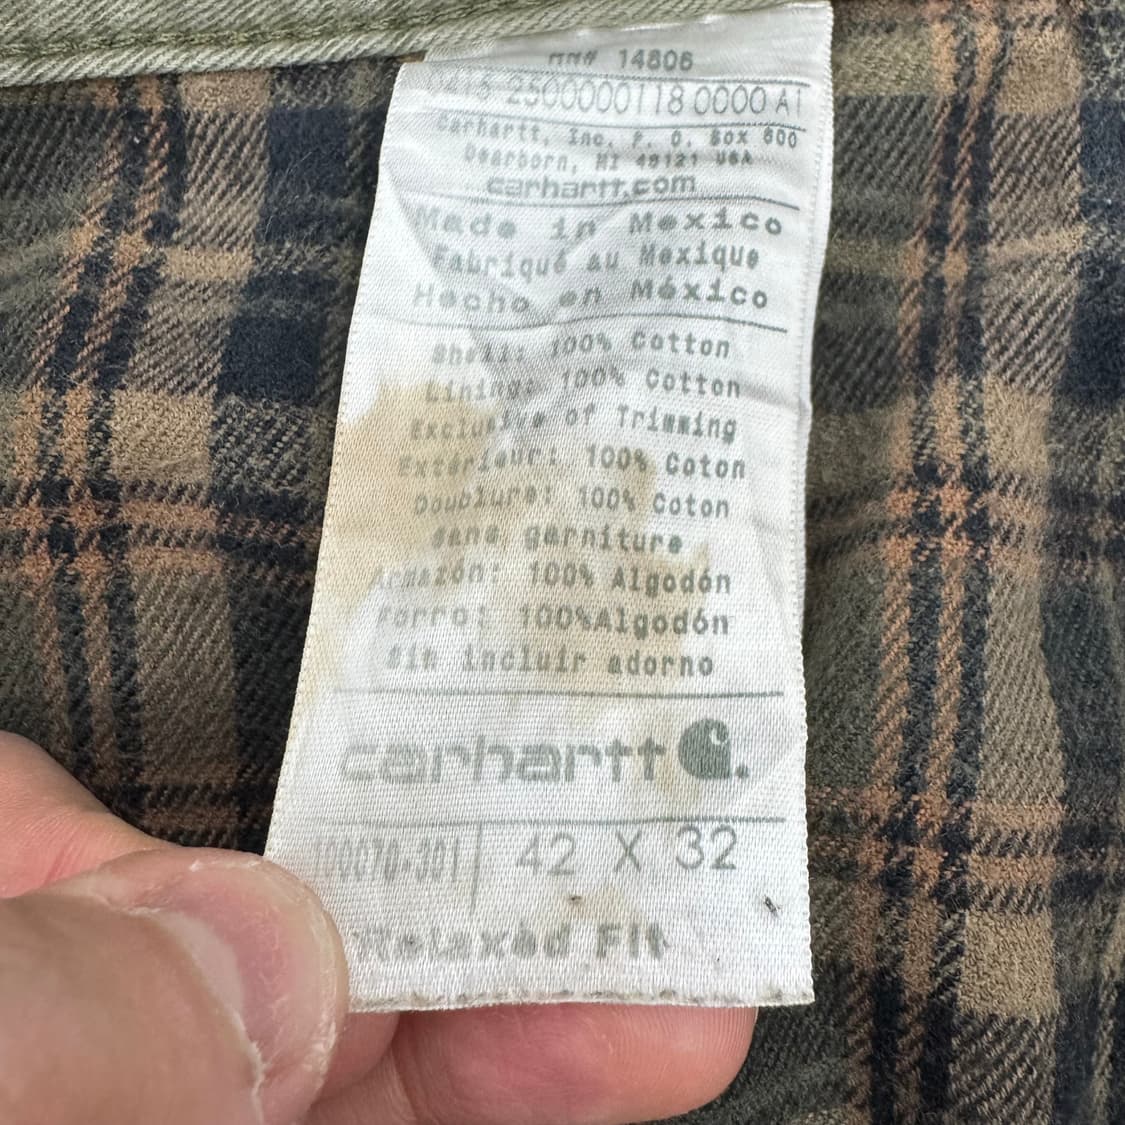 RN# 14806
0415 2500000118 0000 A1
Carhartt, Inc. P. O. Box 600
Dearborn, MI 48121 USA
carhartt.com
Made in Mexico
Fabriqué au Mexique
Hecho en México
Shell: 100% Cotton
Lining: 100% Cotton
Exclusive of Trimming
Extérieur: 100% Coton
Doublure: 100% Coton
sans garniture
Armazón: 100% Algodón
Forro: 100%Algodón
Sin incluir adorno
carhartt
42 X 32
Relaxed Fit